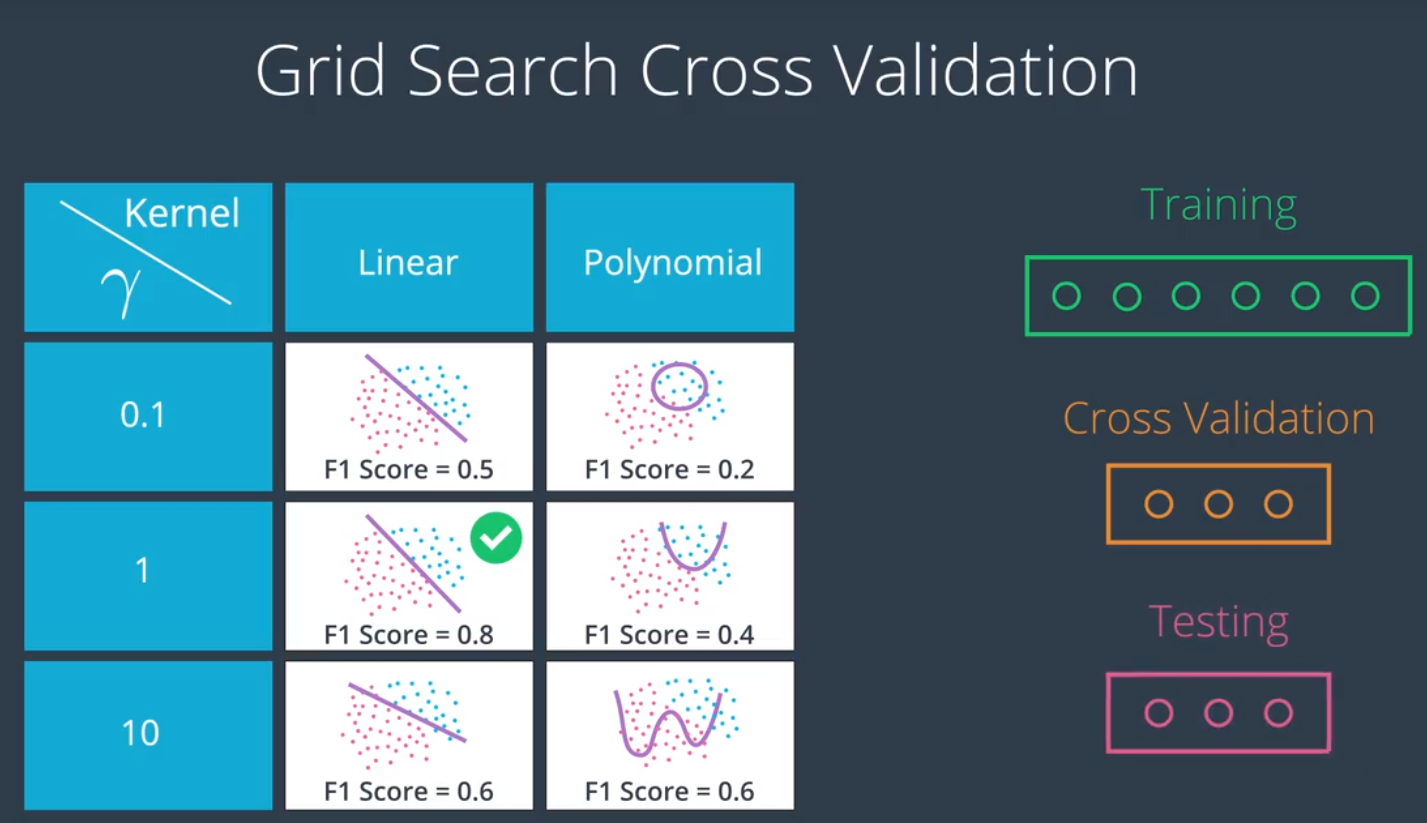 Grid Search Cross Validation
Kernel
γ
Linear
Polynomial
0.1
F1 Score = 0.5
F1 Score = 0.2
1
F1 Score = 0.8
F1 Score = 0.4
10
F1 Score = 0.6
F1 Score = 0.6
Training
Cross Validation
Testing